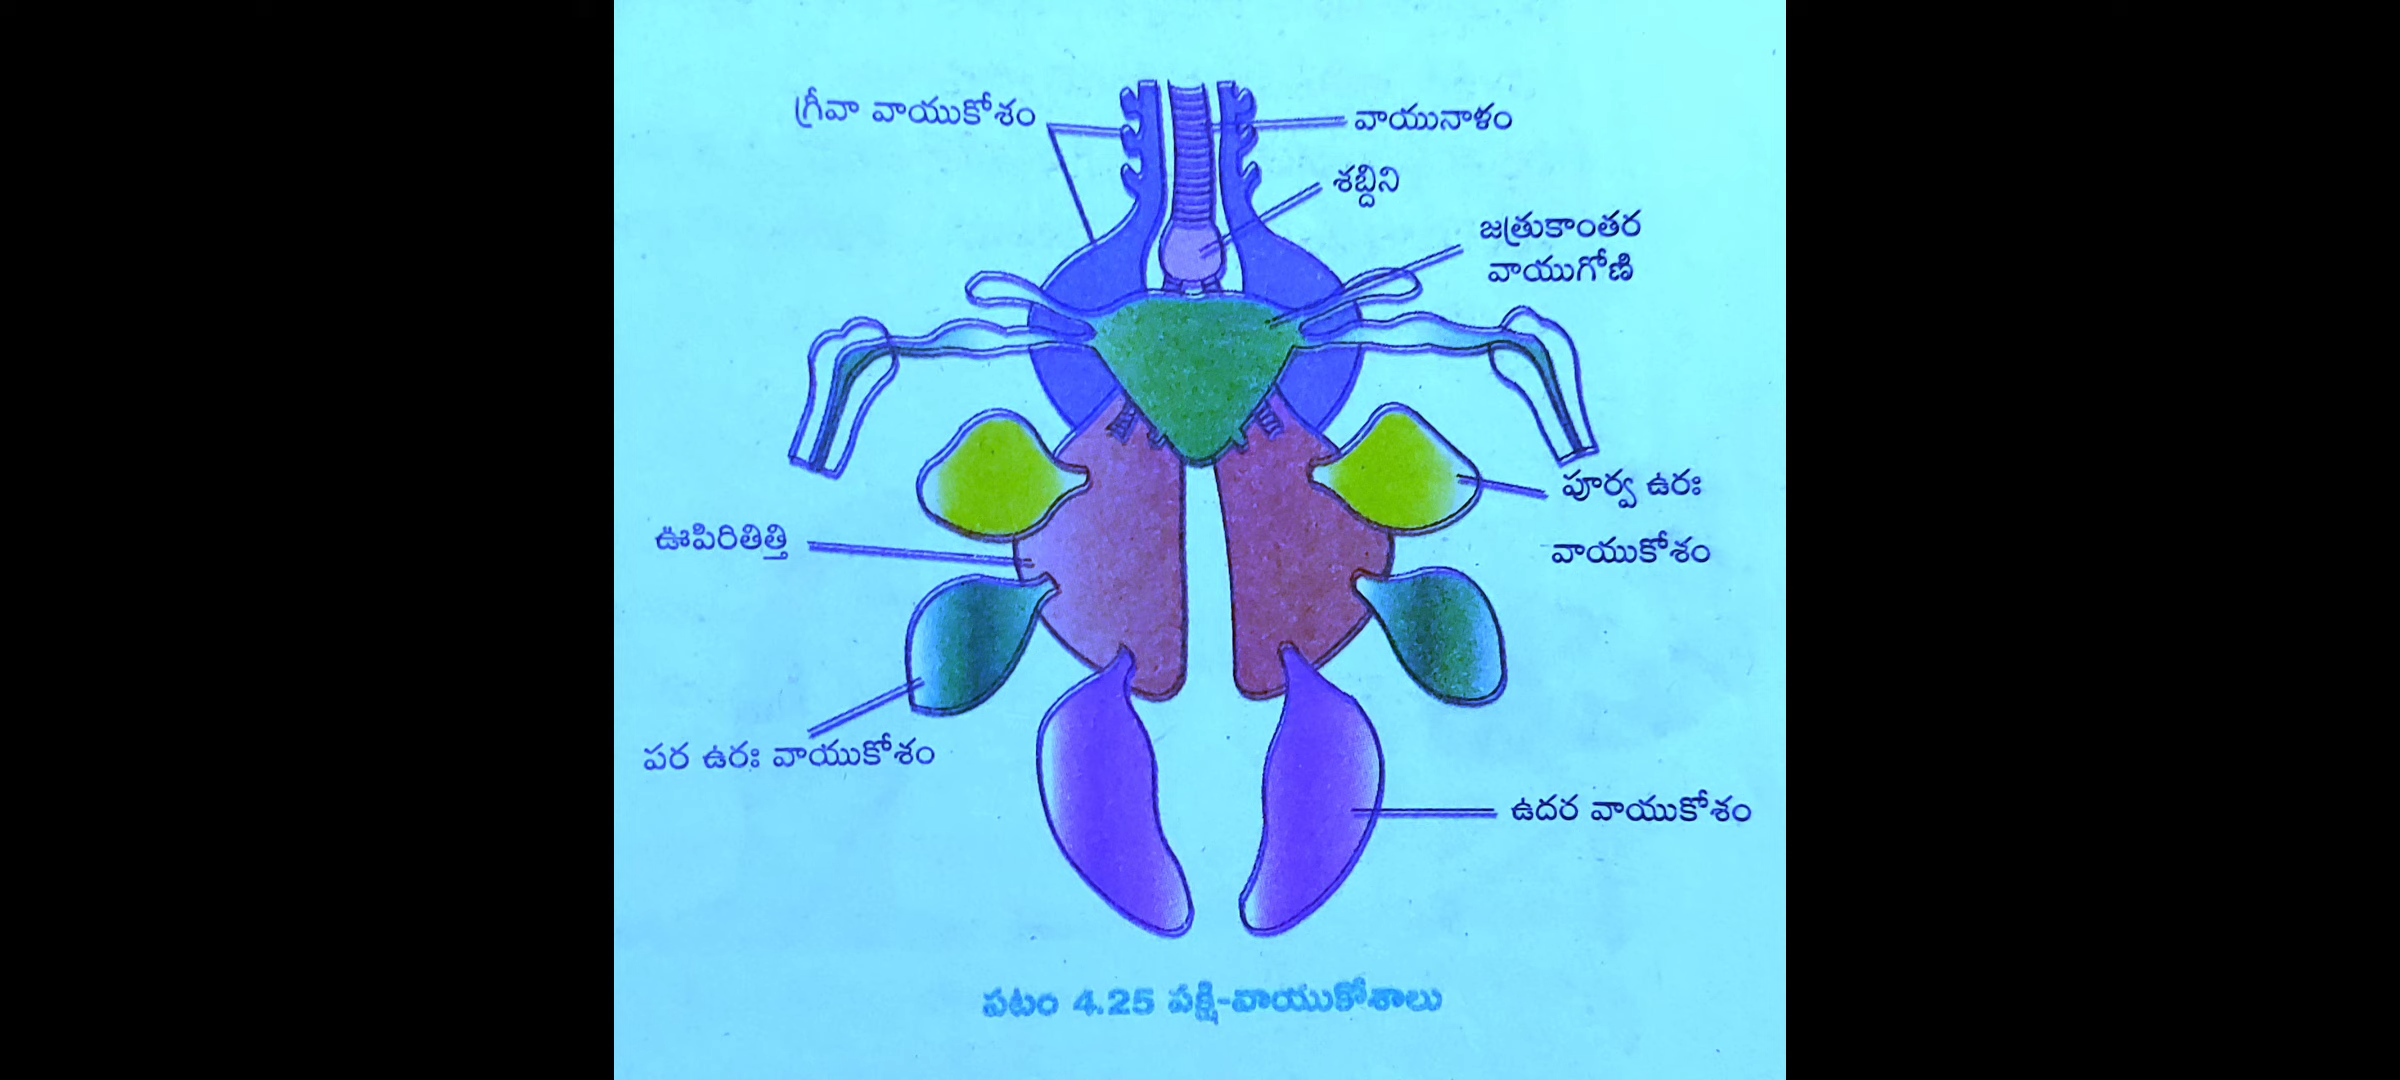 గ్రీవా వాయుకోశం
వాయునాళం
శబ్దిని
జత్రుకాంతర
వాయుగోణి
పూర్వ ఉరః
వాయుకోశం
ఊపిరితిత్తి
పర ఉరః వాయుకోశం
ఉదర వాయుకోశం
పటం 4.25 పక్షి-వాయుకోశాలు